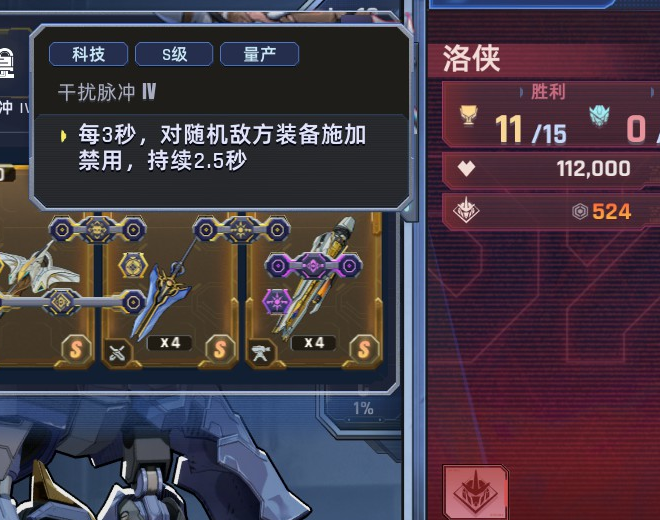 科技 S级 量产
干扰脉冲 IV
每3秒，对随机敌方装备施加
禁用，持续2.5秒
冲 IV
x4 x4
S S S
1%
洛侠
胜利
11/15 0/
112,000
524